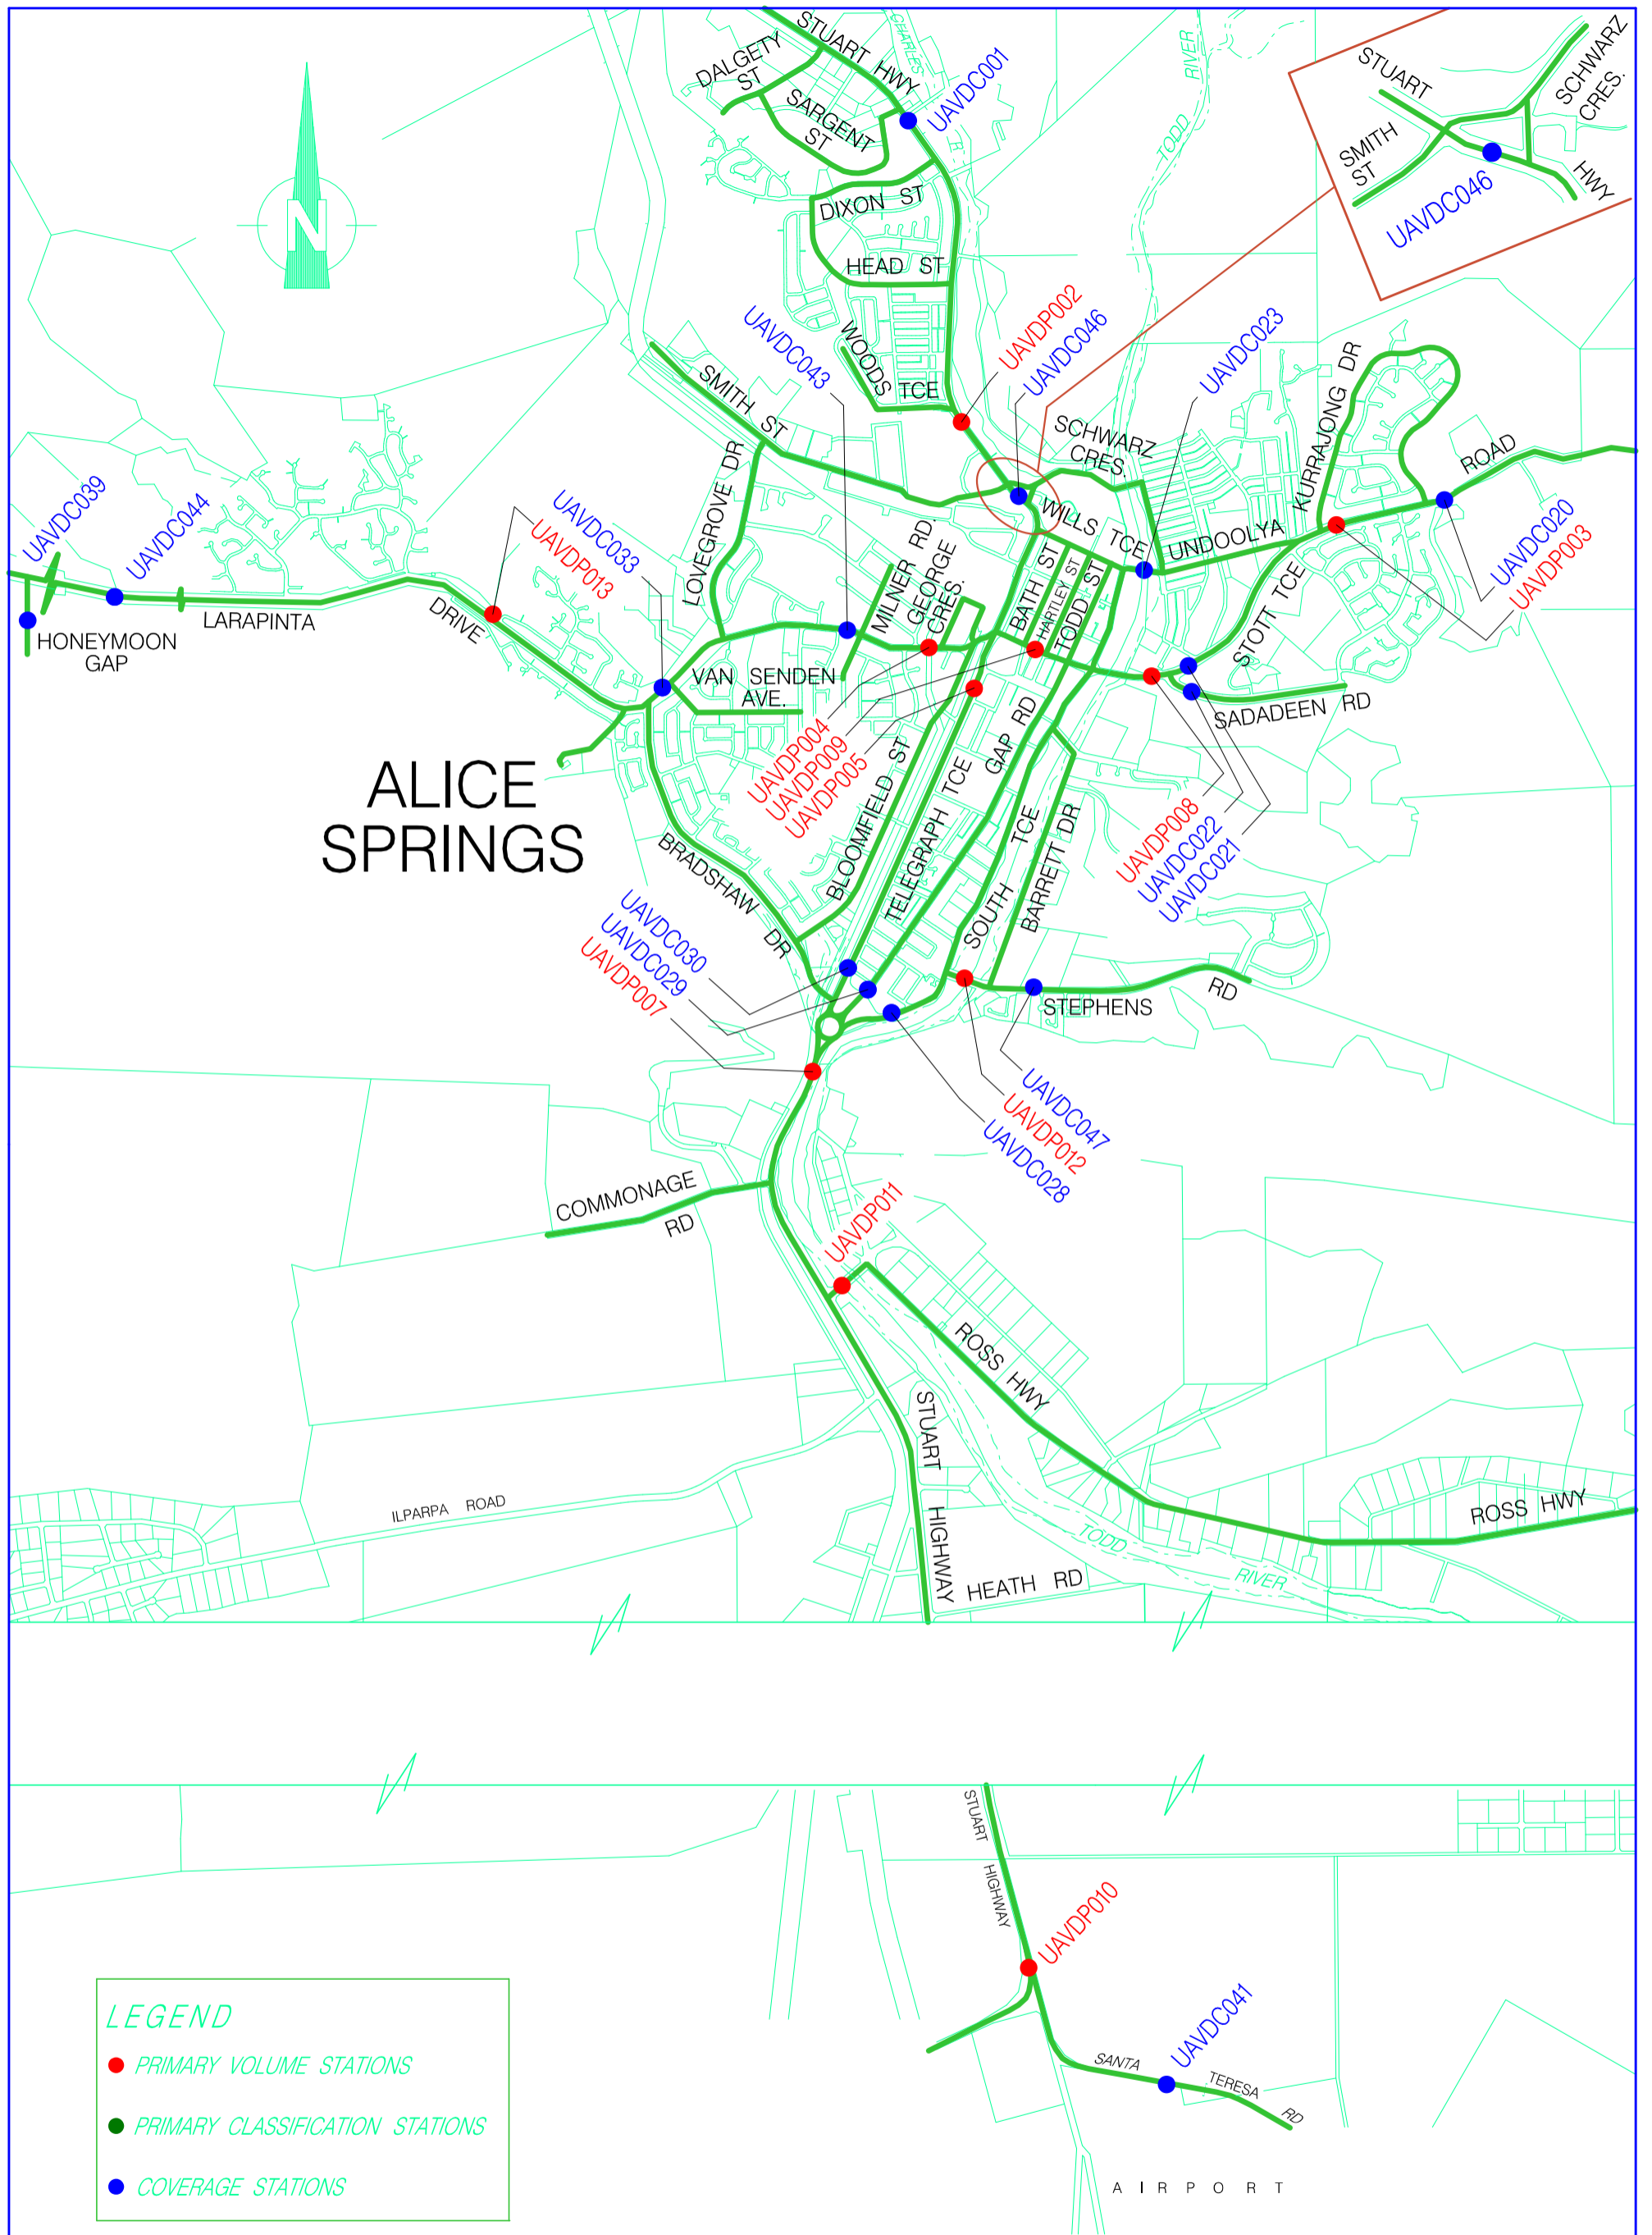 STUART HWY
CHARLES
R
DALGETY
ST
SARGENT
ST
UAVDC001
RIVER
TODD
STUART
SCHWARZ
CRES.
SMITH
ST
HWY
UAVDC046
N
DIXON ST
HEAD ST
WOODS
TCE
UAVDC043
UAVDP002
UAVDC046
UAVDC023
SMITH ST
SCHWARZ
CRES.
KURRAJONG DR
ROAD
LOVEGROVE DR
WILLS TCE
UNDOOLYA
UAVDC039
UAVDC044
UAVDC033
UAVDP013
MILNER RD.
GEORGE
CRES.
BATH ST
HARTLEY ST
TODD ST
STOTT TCE
UAVDC020
UAVDP003
HONEYMOON
GAP
LARAPINTA
DRIVE
VAN SENDEN
AVE.
SADADEEN RD
UAVDP004
UAVDP009
UAVDP005
GAP RD
ALICE
SPRINGS
BLOOMFIELD ST
TELEGRAPH TCE
SOUTH TCE
BARRETT DR
UAVDP008
UAVDC022
UAVDC021
BRADSHAW
DR
UAVDC030
UAVDC029
UAVDP007
STEPHENS
RD
UAVDC047
UAVDP012
UAVDC028
COMMONAGE
RD
UAVDP011
ROSS HWY
STUART HIGHWAY
ILPARPA ROAD
ROSS HWY
TODD
RIVER
HEATH RD
STUART
HIGHWAY
UAVDP010
UAVDC041
SANTA
TERESA
RD
AIRPORT
LEGEND
PRIMARY VOLUME STATIONS
PRIMARY CLASSIFICATION STATIONS
COVERAGE STATIONS